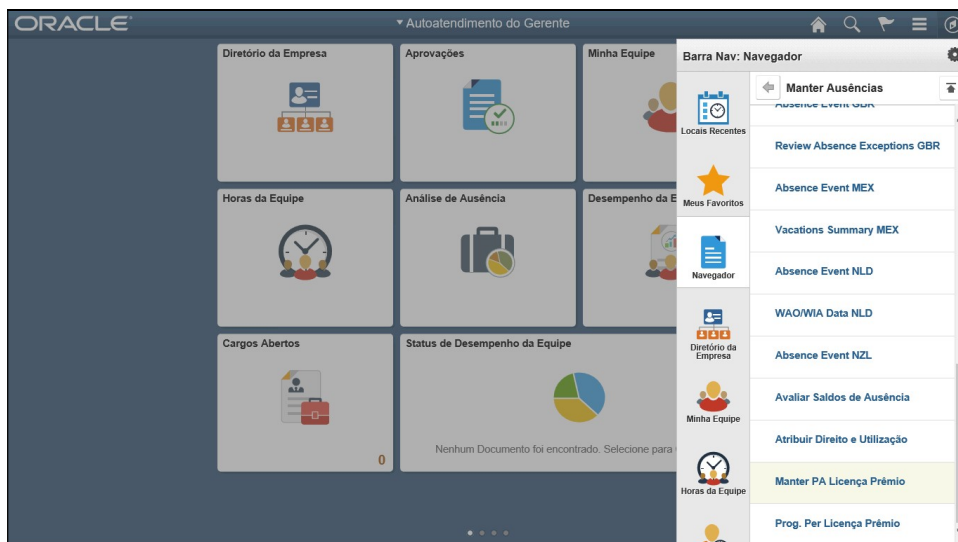 ORACLE
Autoatendimento do Gerente
Diretório da Empresa
Aprovações
Minha Equipe
Horas da Equipe
Análise de Ausência
Desempenho da E
Cargos Abertos
0
Status de Desempenho da Equipe
Nenhum Documento foi encontrado. Selecione para
Barra Nav: Navegador
Locais Recentes
Meus Favoritos
Navegador
Diretório da
Empresa
Minha Equipe
Horas da Equipe
Manter Ausências
Absence Event GBR
Review Absence Exceptions GBR
Absence Event MEX
Vacations Summary MEX
Absence Event NLD
WAO/WIA Data NLD
Absence Event NZL
Avaliar Saldos de Ausência
Atribuir Direito e Utilização
Manter PA Licença Prêmio
Prog. Per Licença Prêmio